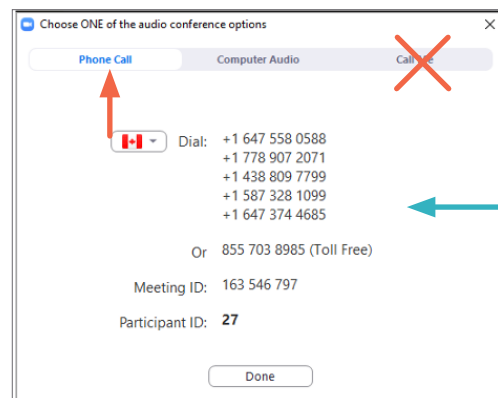 Choose ONE of the audio conference options
Phone Call Computer Audio Call Me
Dial: +1 647 558 0588
+1 778 907 2071
+1 438 809 7799
+1 587 328 1099
+1 647 374 4685
Or 855 703 8985 (Toll Free)
Meeting ID: 163 546 797
Participant ID: 27
Done